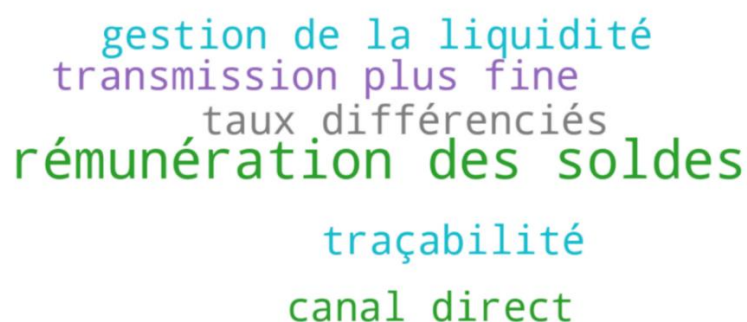 gestion de la liquidité
transmission plus fine
taux différenciés
rémunération des soldes
traçabilité
canal direct